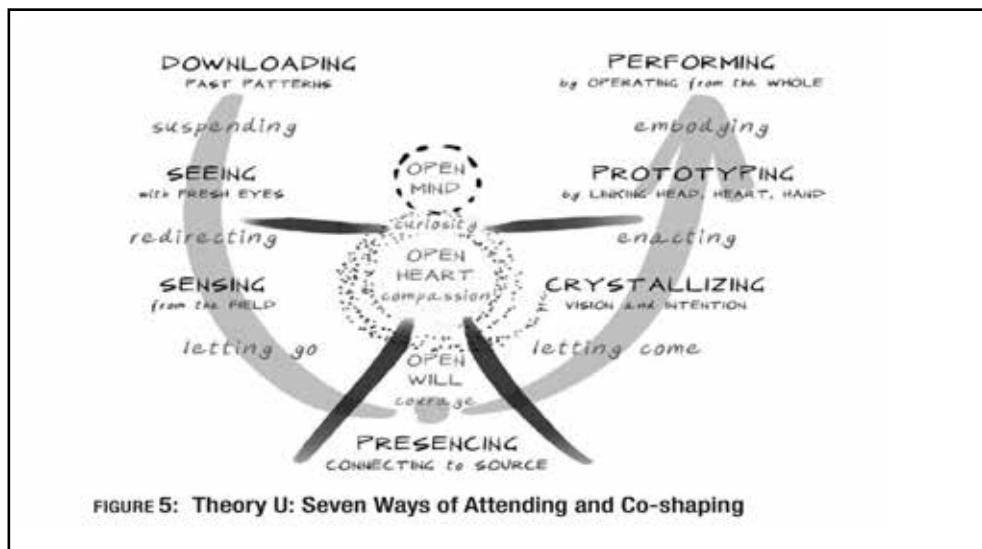 DOWNLOADING
PAST PATTERNS
suspending
SEEING
with FRESH EYES
redirecting
SENSING
from the FIELD
letting go
OPEN
MIND
curiosity
OPEN
HEART
compassion
OPEN
WILL
courage
PRESENCING
CONNECTING to SOURCE
PERFORMING
by OPERATING from the WHOLE
embodying
PROTOTYPING
by LINKING HEAD, HEART, HAND
enacting
CRYSTALLIZING
VISION and INTENTION
letting come
FIGURE 5: Theory U: Seven Ways of Attending and Co-shaping